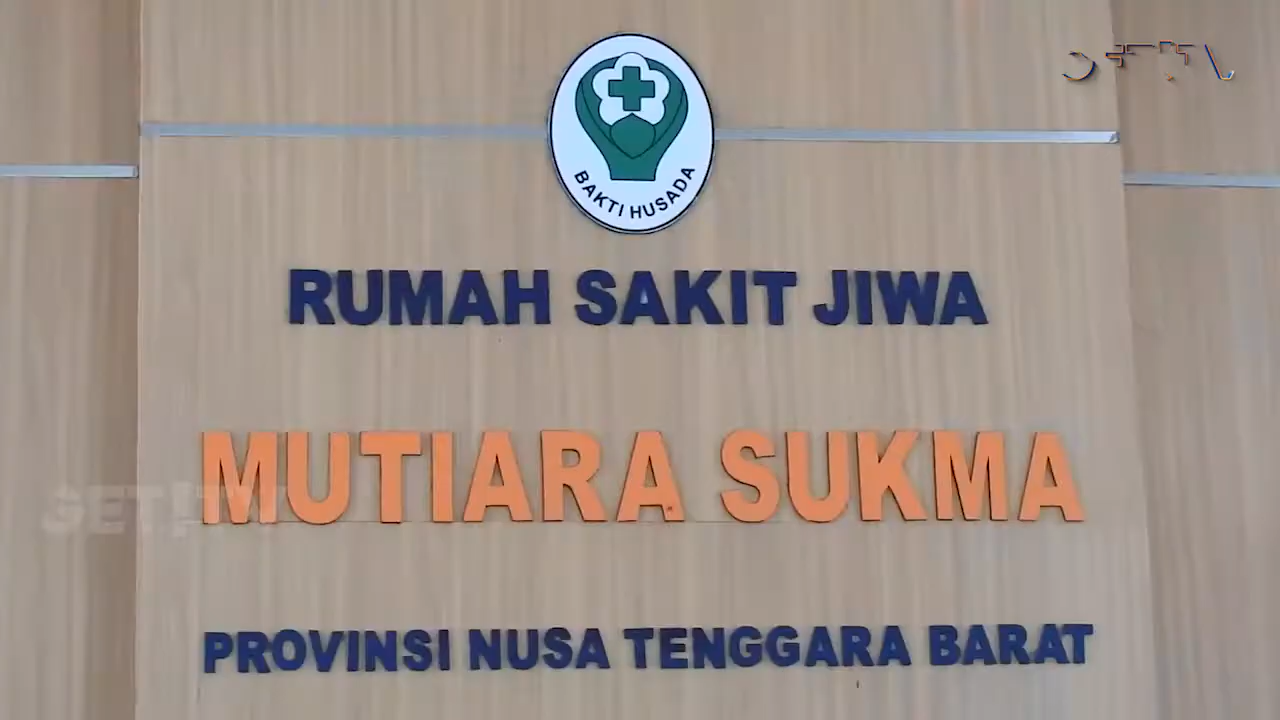 BAKTI HUSADA
RUMAH SAKIT JIWA
MUTIARA SUKMA
PROVINSI NUSA TENGGARA BARAT